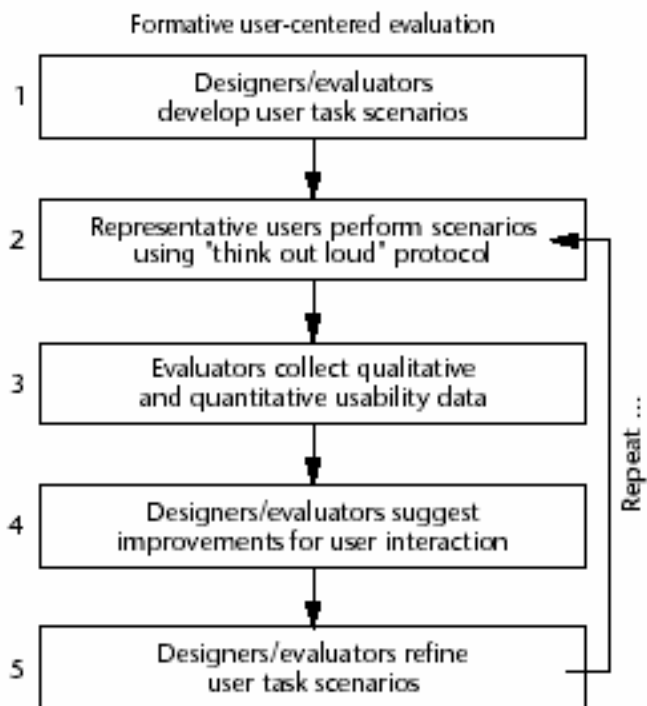 Formative user-centered evaluation
1
Designers/evaluators
develop user task scenarios
2
Representative users perform scenarios
using "think out loud" protocol
3
Evaluators collect qualitative
and quantitative usability data
4
Designers/evaluators suggest
improvements for user interaction
5
Designers/evaluators refine
user task scenarios
Repeat ...